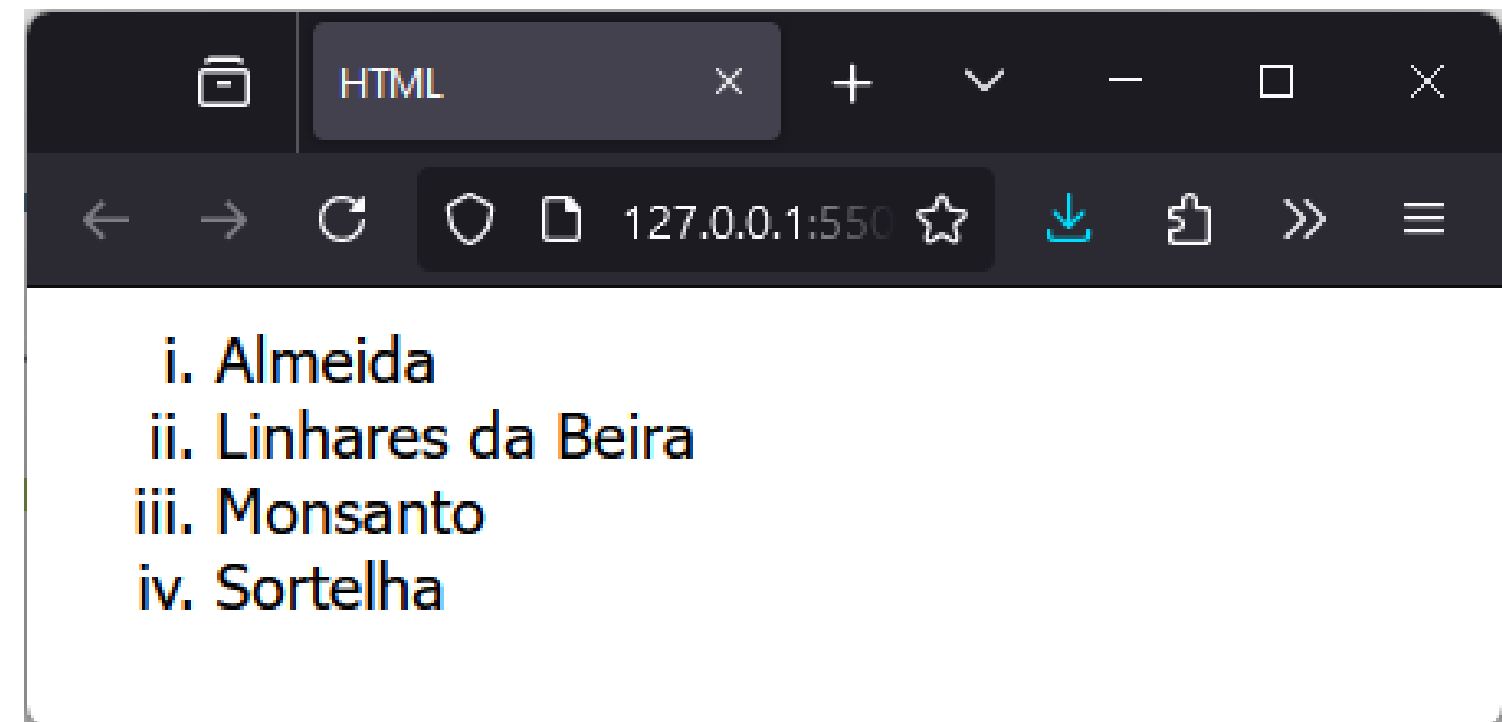 HTML
127.0.0.1:550
i. Almeida
ii. Linhares da Beira
iii. Monsanto
iv. Sortelha